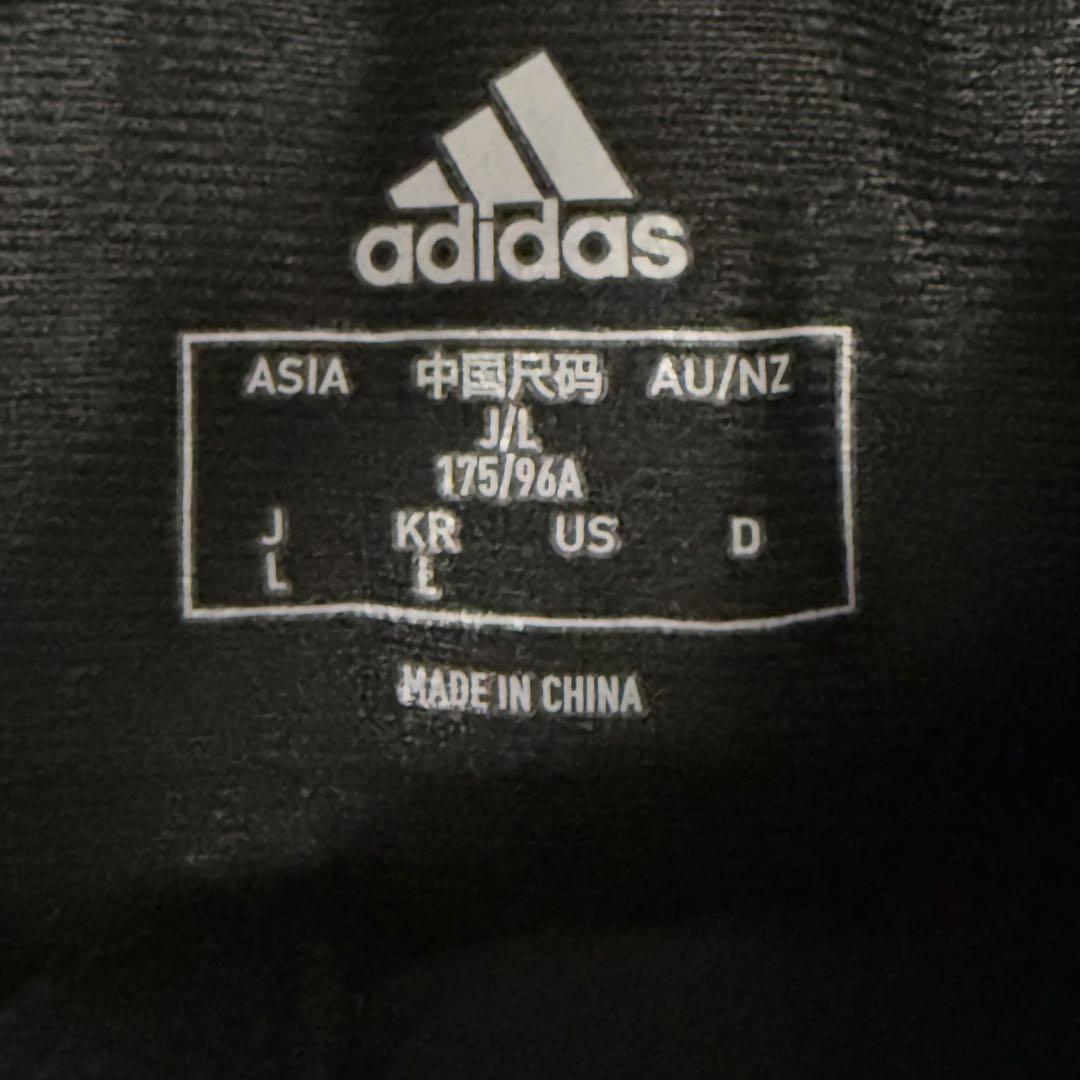 adidas
ASIA 中国尺码 AU/NZ
J/L
175/96A
J KR US D
L E
MADE IN CHINA